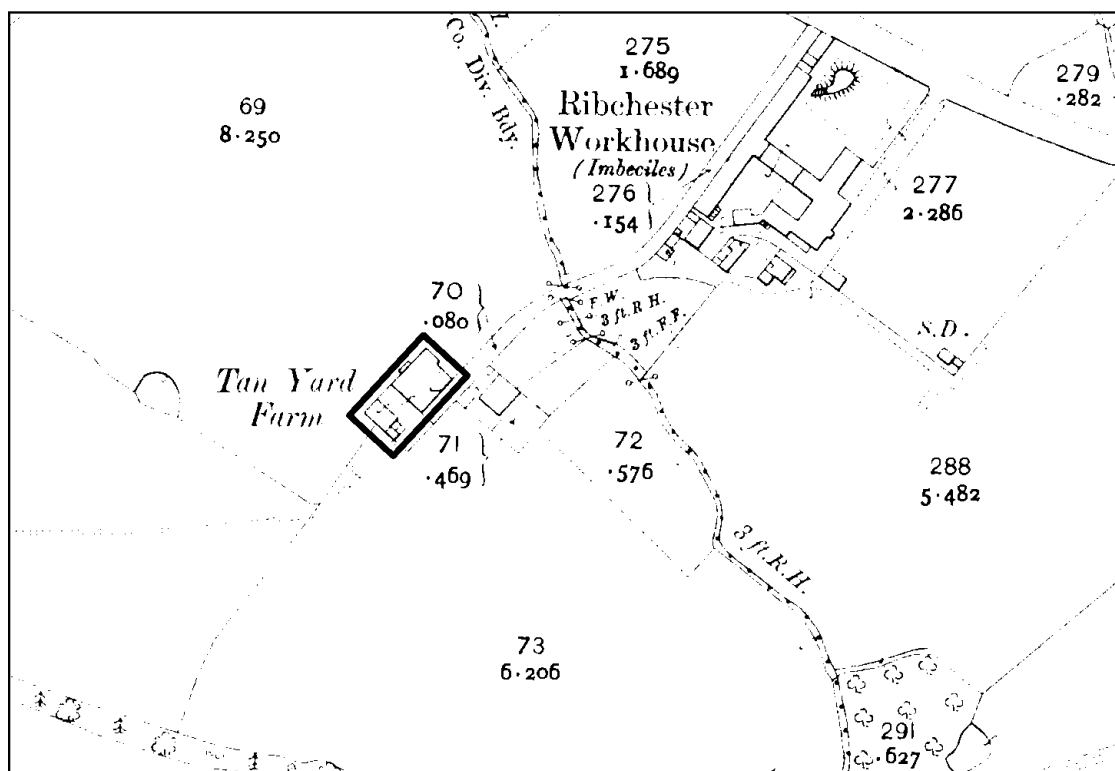 Co. Div. Bdy.
275
1·689
279
·282
69
8·250
Ribchester
Workhouse
(Imbeciles)
276
·154
277
2·286
70
·080
F.W.
3 ft. R.H.
3 ft. F.F.
S.D.
Tan Yard
Farm
71
·469
72
·576
288
5·482
3 ft. R.H.
73
6·206
291
·627